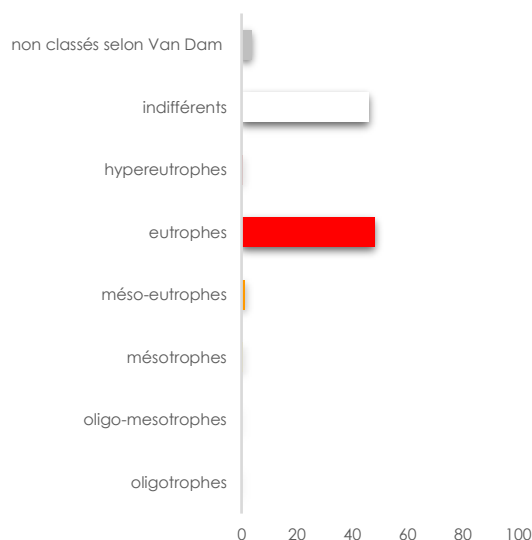 non classés selon Van Dam
indifférents
hypereutrophes
eutrophes
méso-eutrophes
mésotrophes
oligo-mesotrophes
oligotrophes
0 20 40 60 80 100